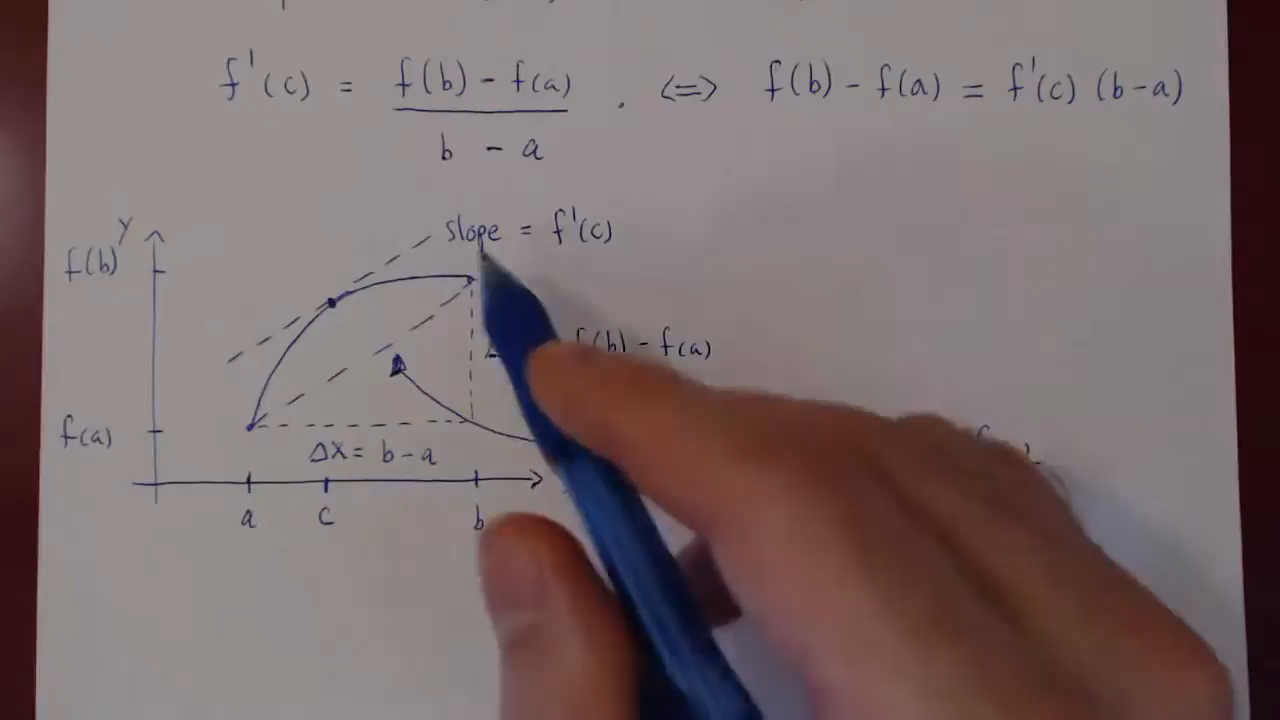 f'(c) = f(b) - f(a) / b - a . <=> f(b) - f(a) = f'(c) (b-a)
y
slope = f'(c)
f(b)
f(b) - f(a)
f(a)
Δx = b - a
a c b